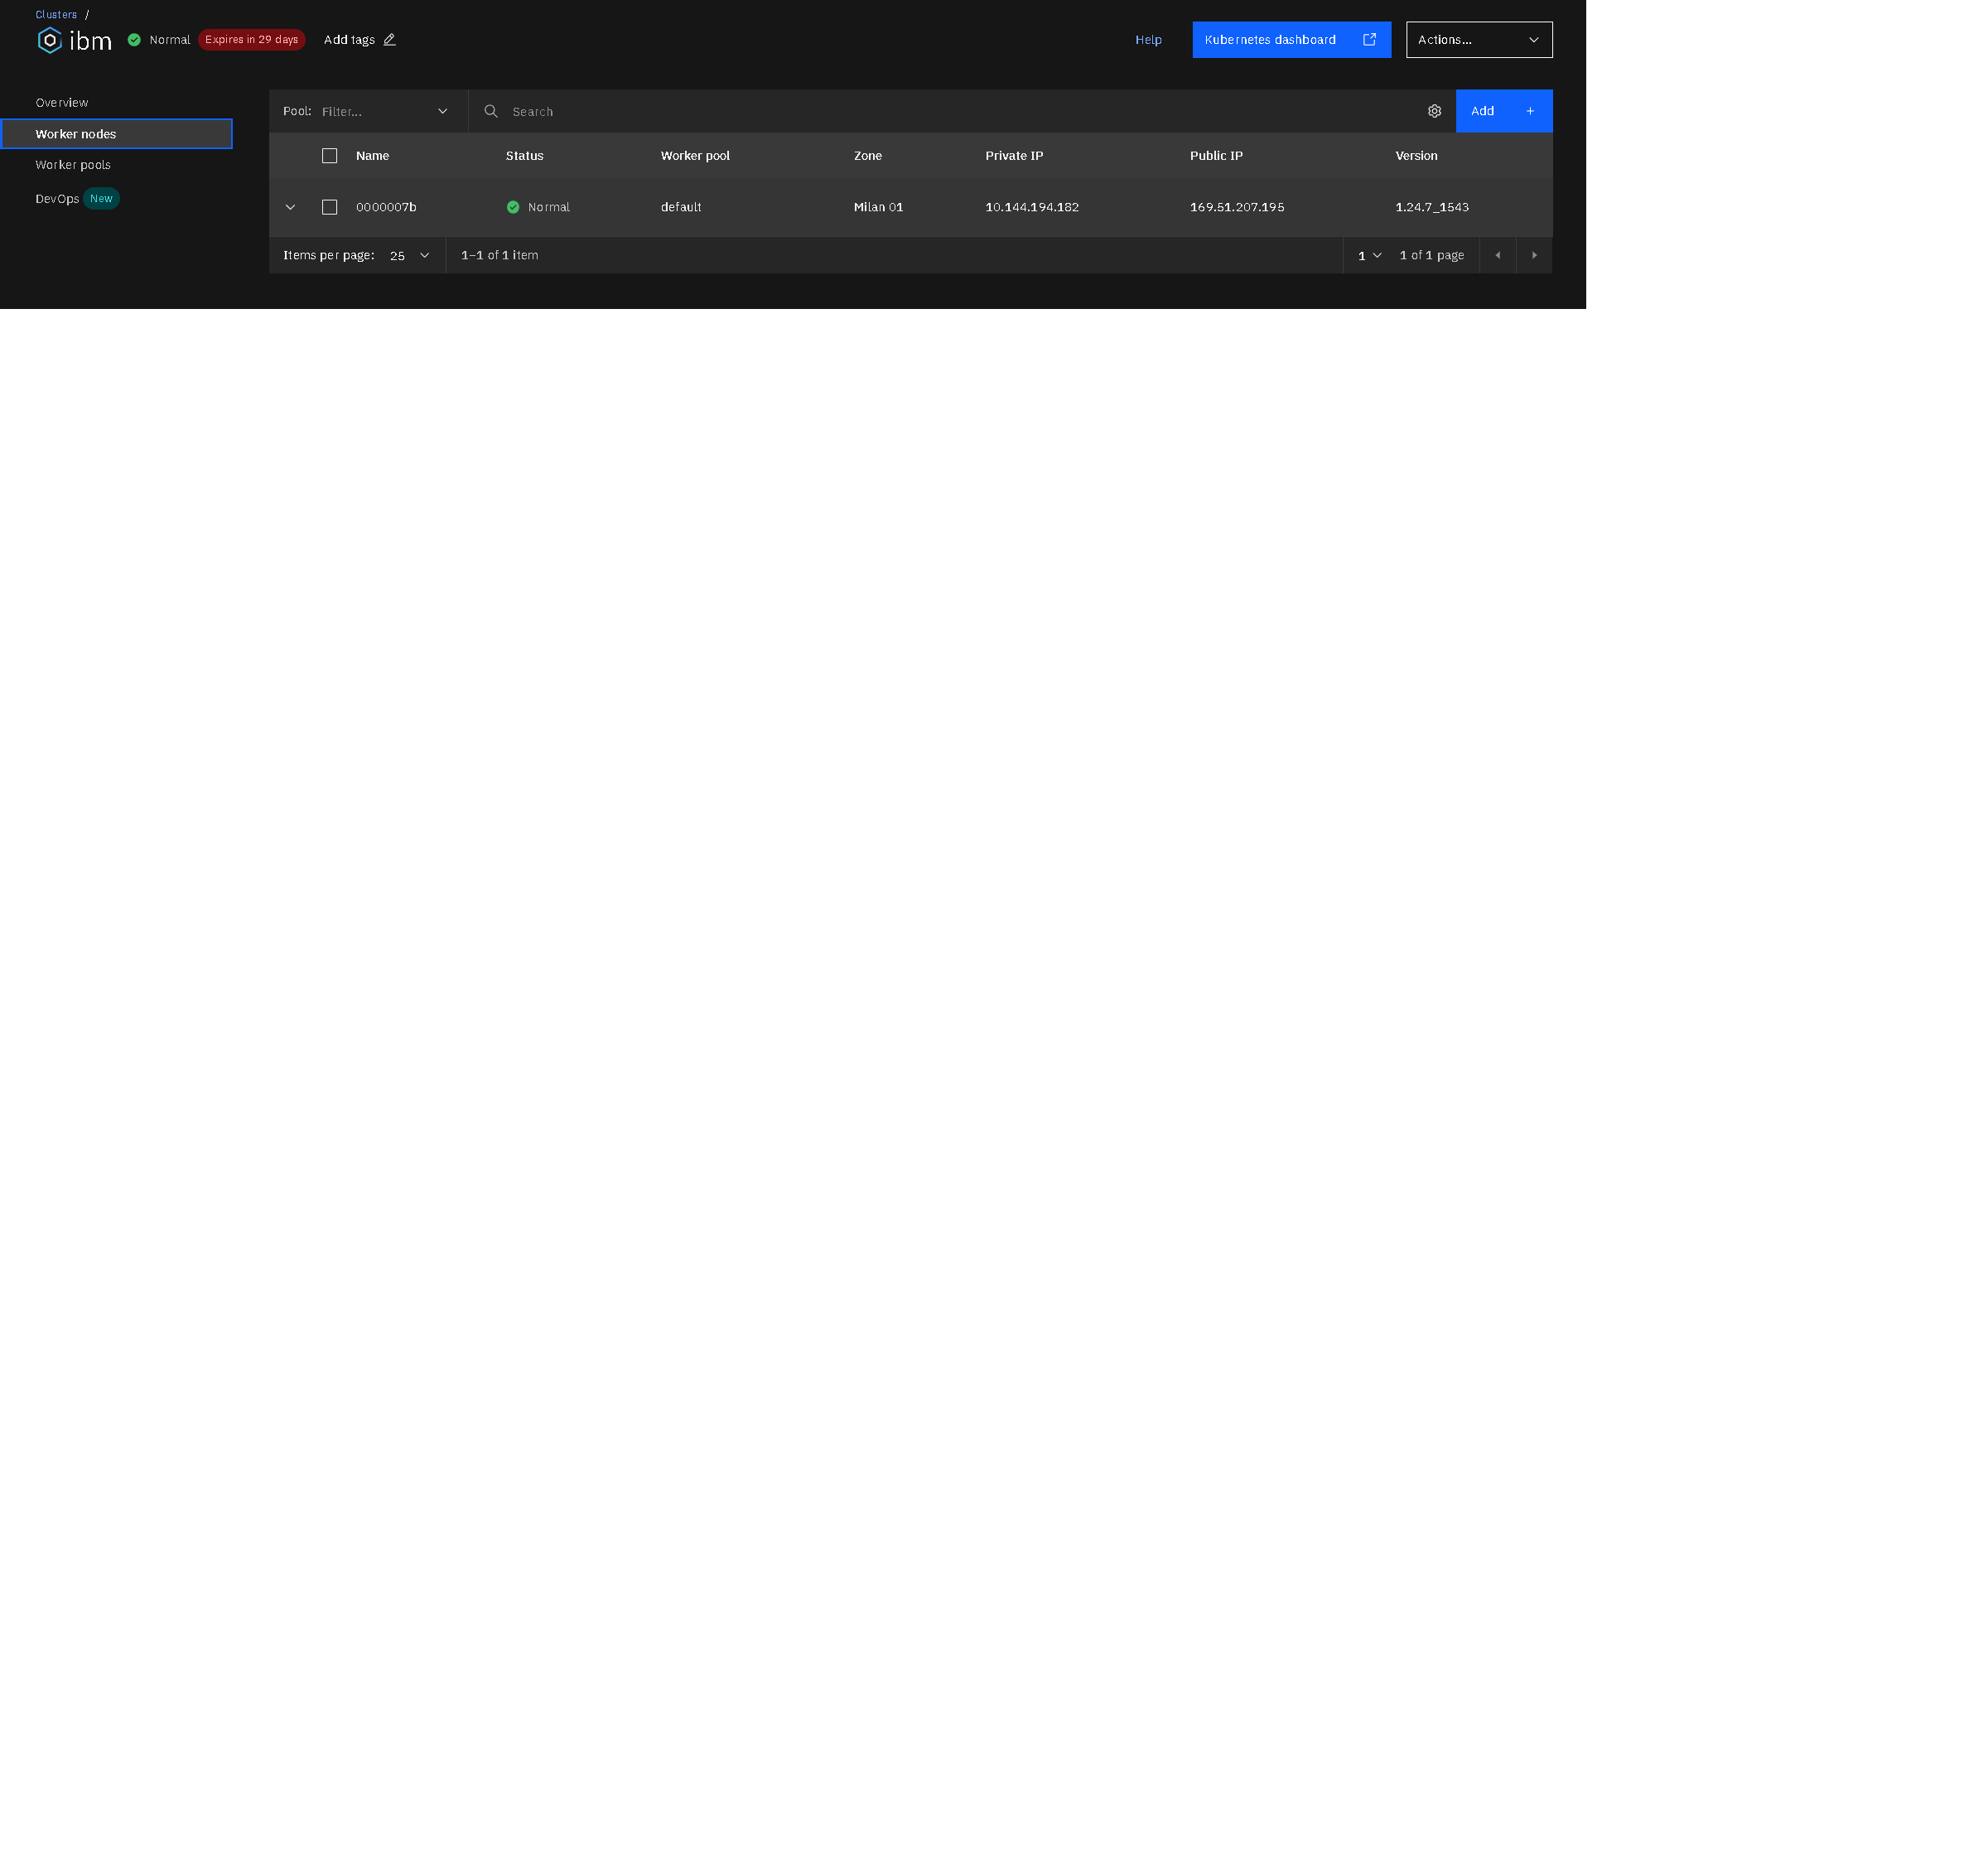 Clusters /
ibm Normal Expires in 29 days Add tags Help Kubernetes dashboard Actions...
Overview
Worker nodes
Worker pools
DevOps New
Pool: Filter... Search Add +
Name Status Worker pool Zone Private IP Public IP Version
0000007b Normal default Milan 01 10.144.194.182 169.51.207.195 1.24.7_1543
Items per page: 25 1–1 of 1 item 1 1 of 1 page